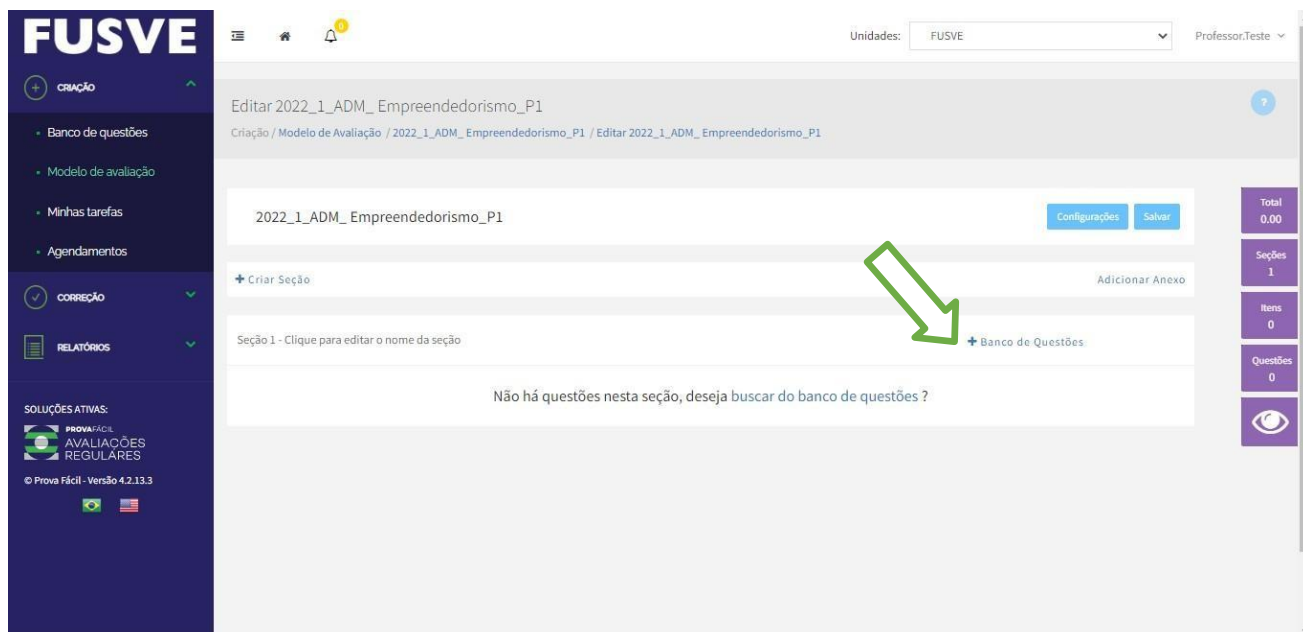 FUSVE
CRIAÇÃO
Banco de questões
Modelo de avaliação
Minhas tarefas
Agendamentos
CORREÇÃO
RELATÓRIOS
SOLUÇÕES ATIVAS:
PROVAFÁCIL
AVALIAÇÕES
REGULARES
© Prova Fácil - Versão 4.2.13.3
0
Unidades:
FUSVE
Professor.Teste
Editar 2022_1_ADM_ Empreendedorismo_P1
Criação / Modelo de Avaliação / 2022_1_ADM_ Empreendedorismo_P1 / Editar 2022_1_ADM_ Empreendedorismo_P1
?
2022_1_ADM_ Empreendedorismo_P1
Configurações
Salvar
+ Criar Seção
Adicionar Anexo
Seção 1 - Clique para editar o nome da seção
+ Banco de Questões
Não há questões nesta seção, deseja buscar do banco de questões ?
Total
0.00
Seções
1
Itens
0
Questões
0